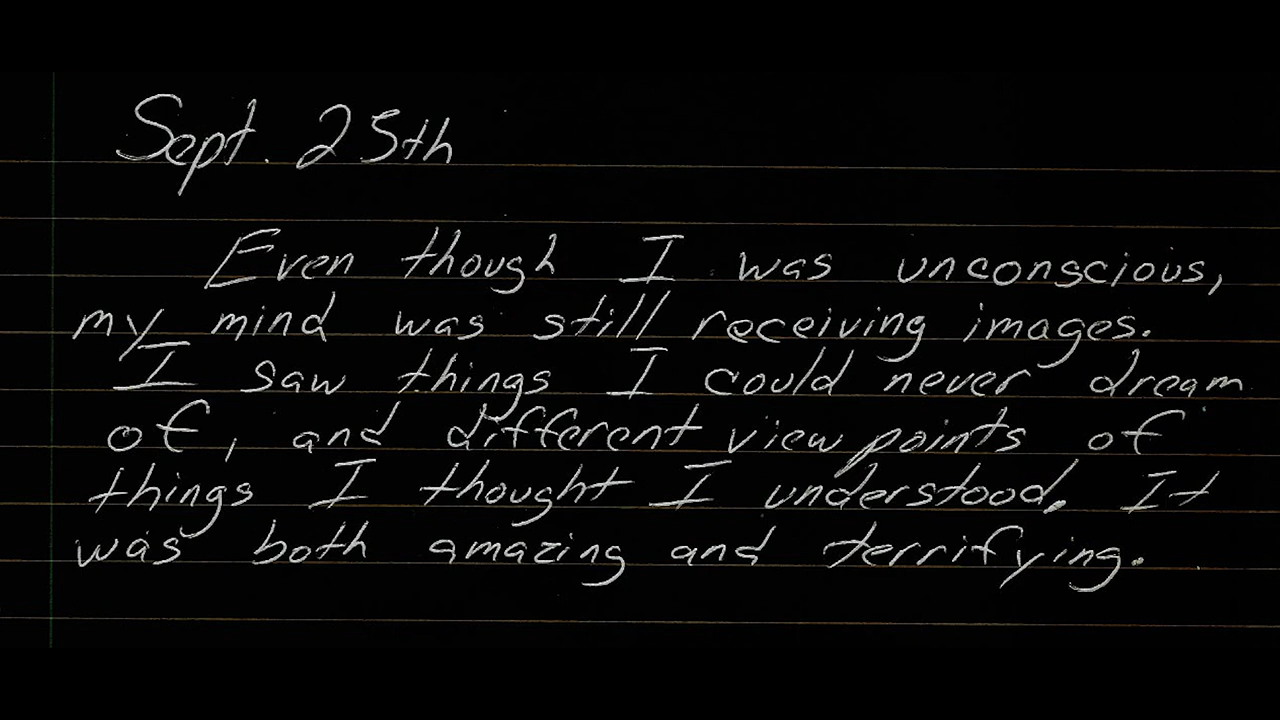 Sept. 25th
Even though I was unconscious,
my mind was still receiving images.
I saw things I could never dream
of, and different view points of
things I thought I understood. It
was both amazing and terrifying.